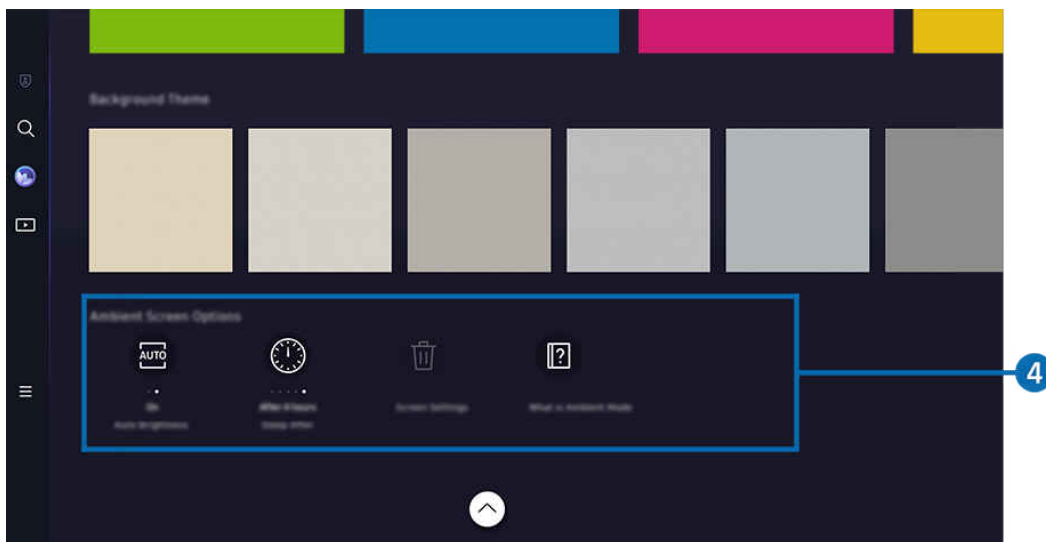 Background Theme
Ambient Screen Options
AUTO
?
4
On
After 4 hours
Screen Settings
What is Ambient Mode
Auto Brightness
Sleep After